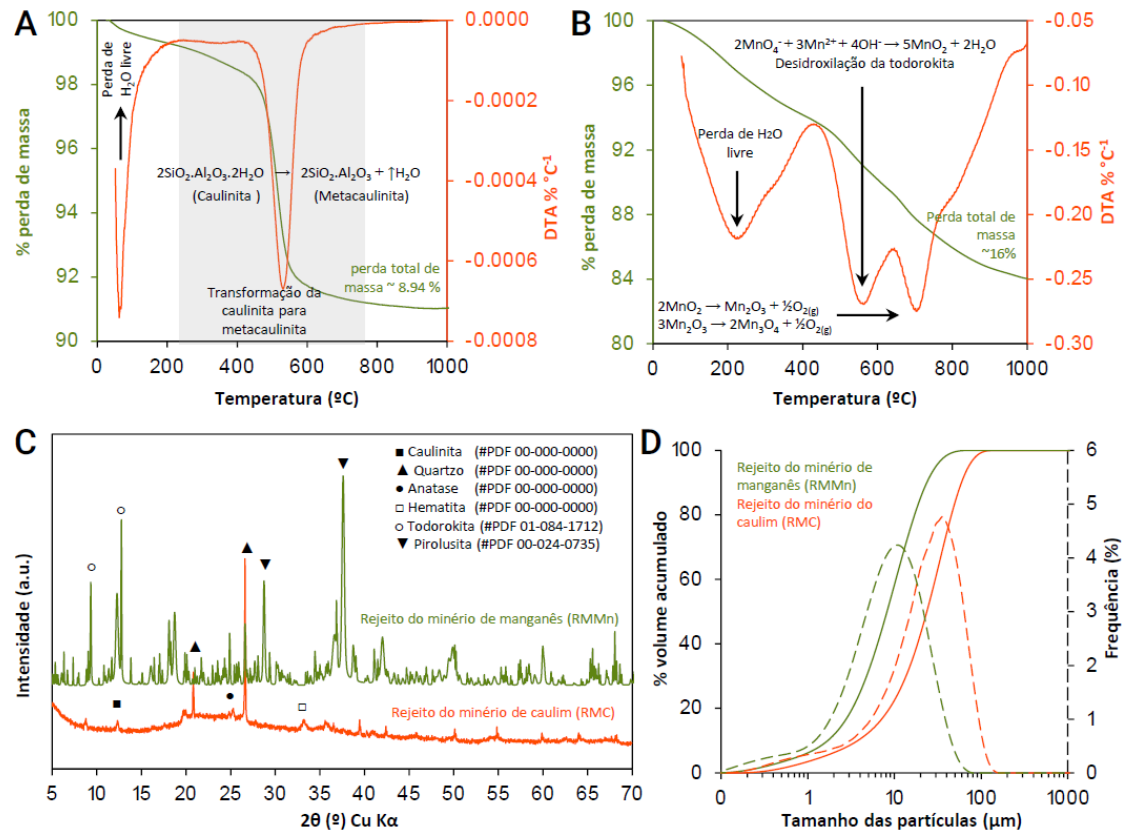 A
100
98
96
94
92
90
% perda de massa
0
200
400
600
800
1000
Temperatura (ºC)
0.0000
-0.0002
-0.0004
-0.0006
-0.0008
DTA % °C⁻¹
Perda de
H₂O livre
2SiO₂.Al₂O₃.2H₂O → 2SiO₂.Al₂O₃ + ↑H₂O
(Caulinita ) (Metacaulinita)
perda total de
massa ~ 8.94 %
Transformação da
caulinita para
metacaulinita
B
100
96
92
88
84
80
% perda de massa
0
200
400
600
800
1000
Temperatura (ºC)
-0.05
-0.10
-0.15
-0.20
-0.25
-0.30
DTA % °C⁻¹
2MnO₄⁻ + 3Mn²⁺ + 4OH⁻ → 5MnO₂ + 2H₂O
Desidroxilação da todorokita
Perda de H2O
livre
Perda total de
massa
~16%
2MnO₂ → Mn₂O₃ + ½O₂₍g₎
3Mn₂O₃ → 2Mn₃O₄ + ½O₂₍g₎
C
Intensidade (a.u.)
■ Caulinita (#PDF 00-000-0000)
▲ Quartzo (#PDF 00-000-0000)
● Anatase (#PDF 00-000-0000)
□ Hematita (#PDF 00-000-0000)
○ Todorokita (#PDF 01-084-1712)
▼ Pirolusita (#PDF 00-024-0735)
Rejeito do minério de manganês (RMMn)
Rejeito do minério de caulim (RMC)
5 10 15 20 25 30 35 40 45 50 55 60 65 70
2θ (º) Cu Kα
D
100
80
60
40
20
0
% volume acumulado
Rejeito do minério de
manganês (RMMn)
Rejeito do minério do
caulim (RMC)
6
5
4
3
2
1
0
Frequência (%)
0 1 10 100 1000
Tamanho das partículas (µm)